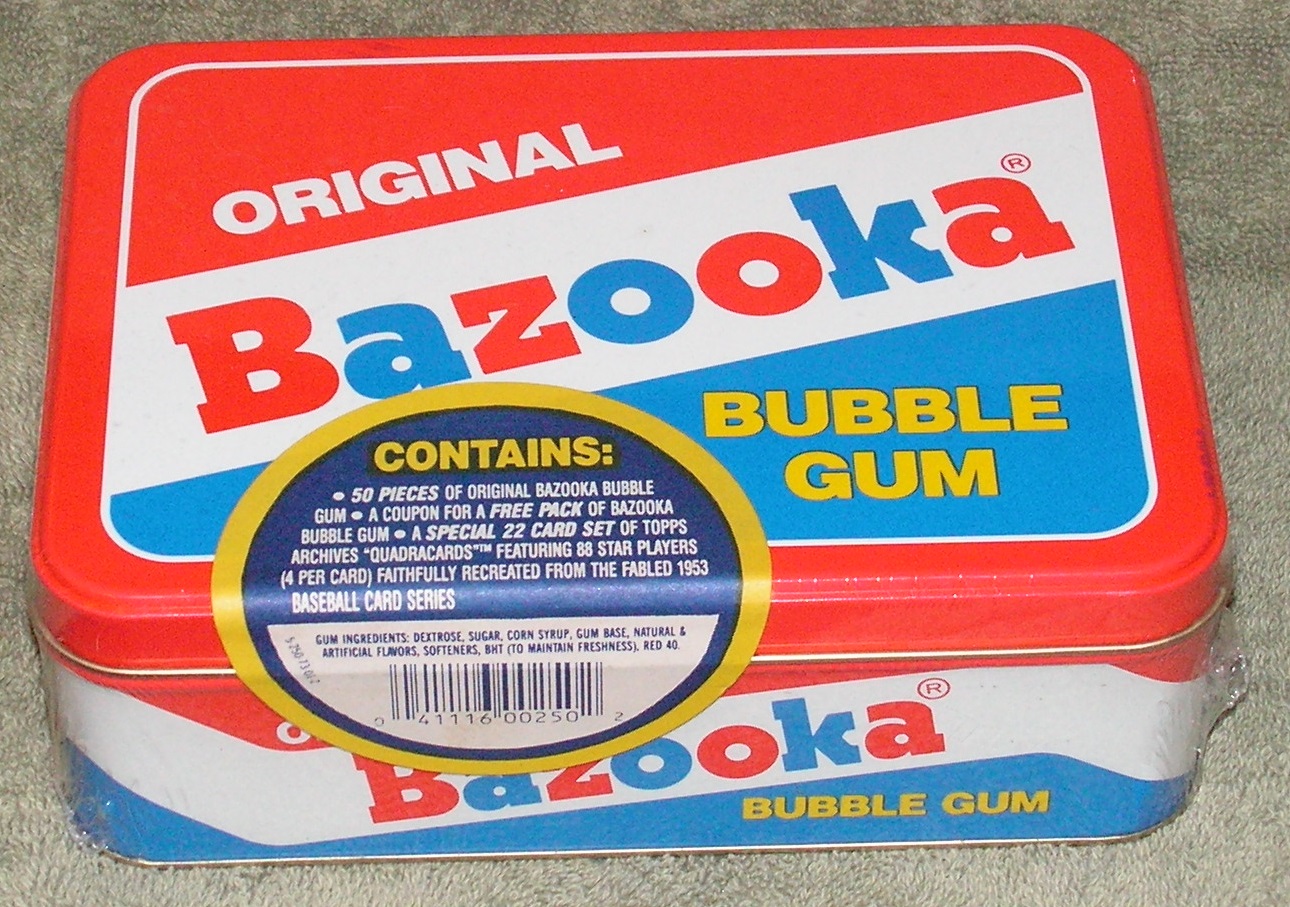 ORIGINAL
Bazooka®
BUBBLE
GUM
CONTAINS:
• 50 PIECES OF ORIGINAL BAZOOKA BUBBLE
GUM • A COUPON FOR A FREE PACK OF BAZOOKA
BUBBLE GUM • A SPECIAL 22 CARD SET OF TOPPS
ARCHIVES "QUADRACARDS"™ FEATURING 88 STAR PLAYERS
(4 PER CARD) FAITHFULLY RECREATED FROM THE FABLED 1953
BASEBALL CARD SERIES
GUM INGREDIENTS: DEXTROSE, SUGAR, CORN SYRUP, GUM BASE, NATURAL &
ARTIFICIAL FLAVORS, SOFTENERS, BHT (TO MAINTAIN FRESHNESS), RED 40.
0 41116 00250 2
Bazooka®
BUBBLE GUM